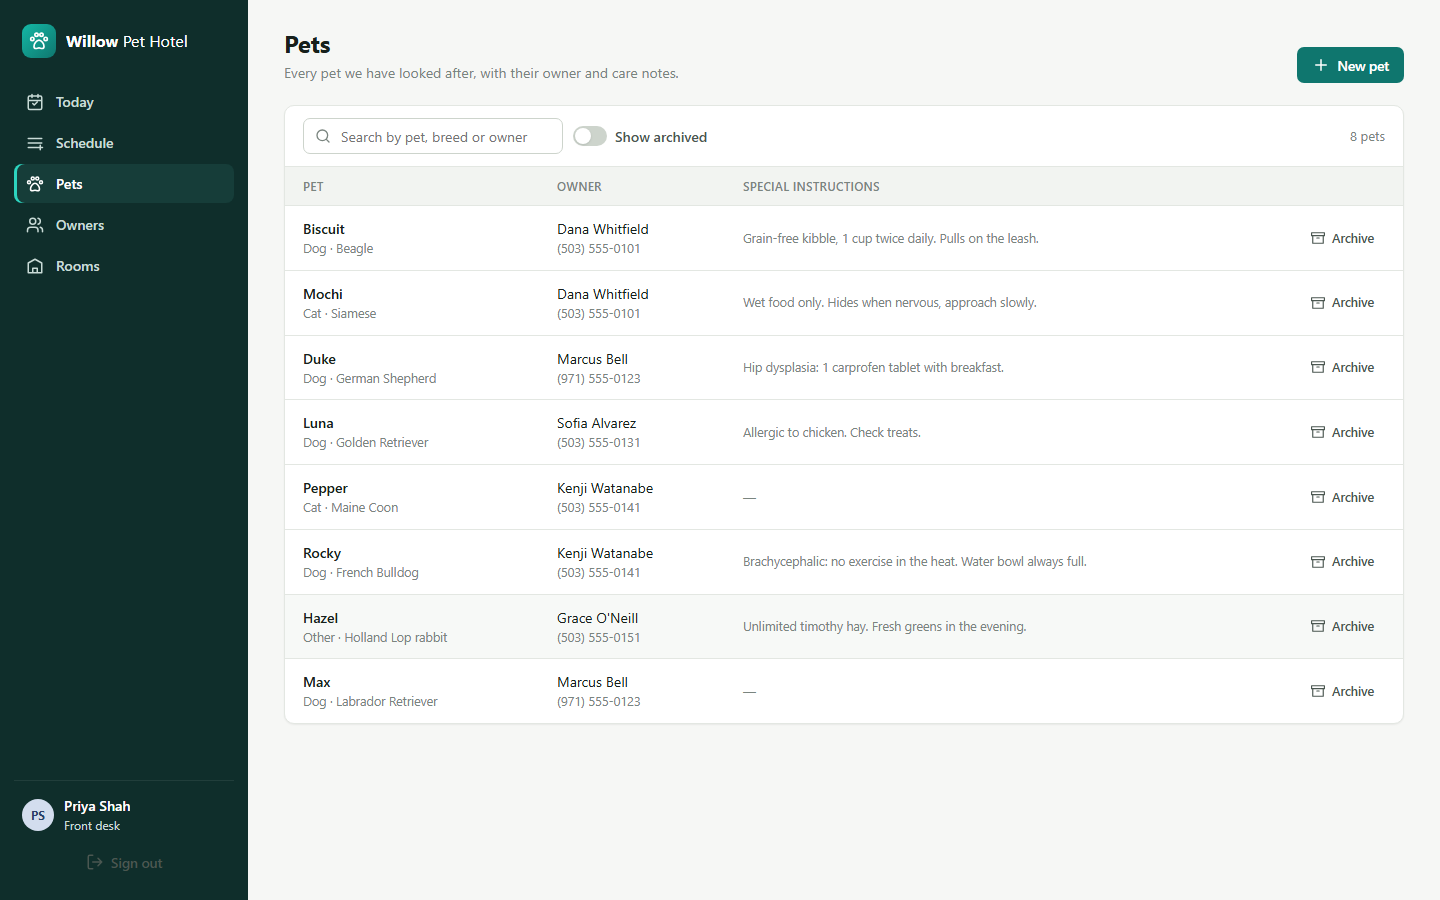 Willow Pet Hotel
Today
Schedule
Pets
Owners
Rooms
Priya Shah
PS
Front desk
Sign out
Pets
Every pet we have looked after, with their owner and care notes.
New pet
Search by pet, breed or owner
Show archived
8 pets
PET OWNER SPECIAL INSTRUCTIONS
Biscuit
Dog · Beagle
Dana Whitfield
(503) 555-0101
Grain-free kibble, 1 cup twice daily. Pulls on the leash.
Archive
Mochi
Cat · Siamese
Dana Whitfield
(503) 555-0101
Wet food only. Hides when nervous, approach slowly.
Archive
Duke
Dog · German Shepherd
Marcus Bell
(971) 555-0123
Hip dysplasia: 1 carprofen tablet with breakfast.
Archive
Luna
Dog · Golden Retriever
Sofia Alvarez
(503) 555-0131
Allergic to chicken. Check treats.
Archive
Pepper
Cat · Maine Coon
Kenji Watanabe
(503) 555-0141
—
Archive
Rocky
Dog · French Bulldog
Kenji Watanabe
(503) 555-0141
Brachycephalic: no exercise in the heat. Water bowl always full.
Archive
Hazel
Other · Holland Lop rabbit
Grace O'Neill
(503) 555-0151
Unlimited timothy hay. Fresh greens in the evening.
Archive
Max
Dog · Labrador Retriever
Marcus Bell
(971) 555-0123
—
Archive